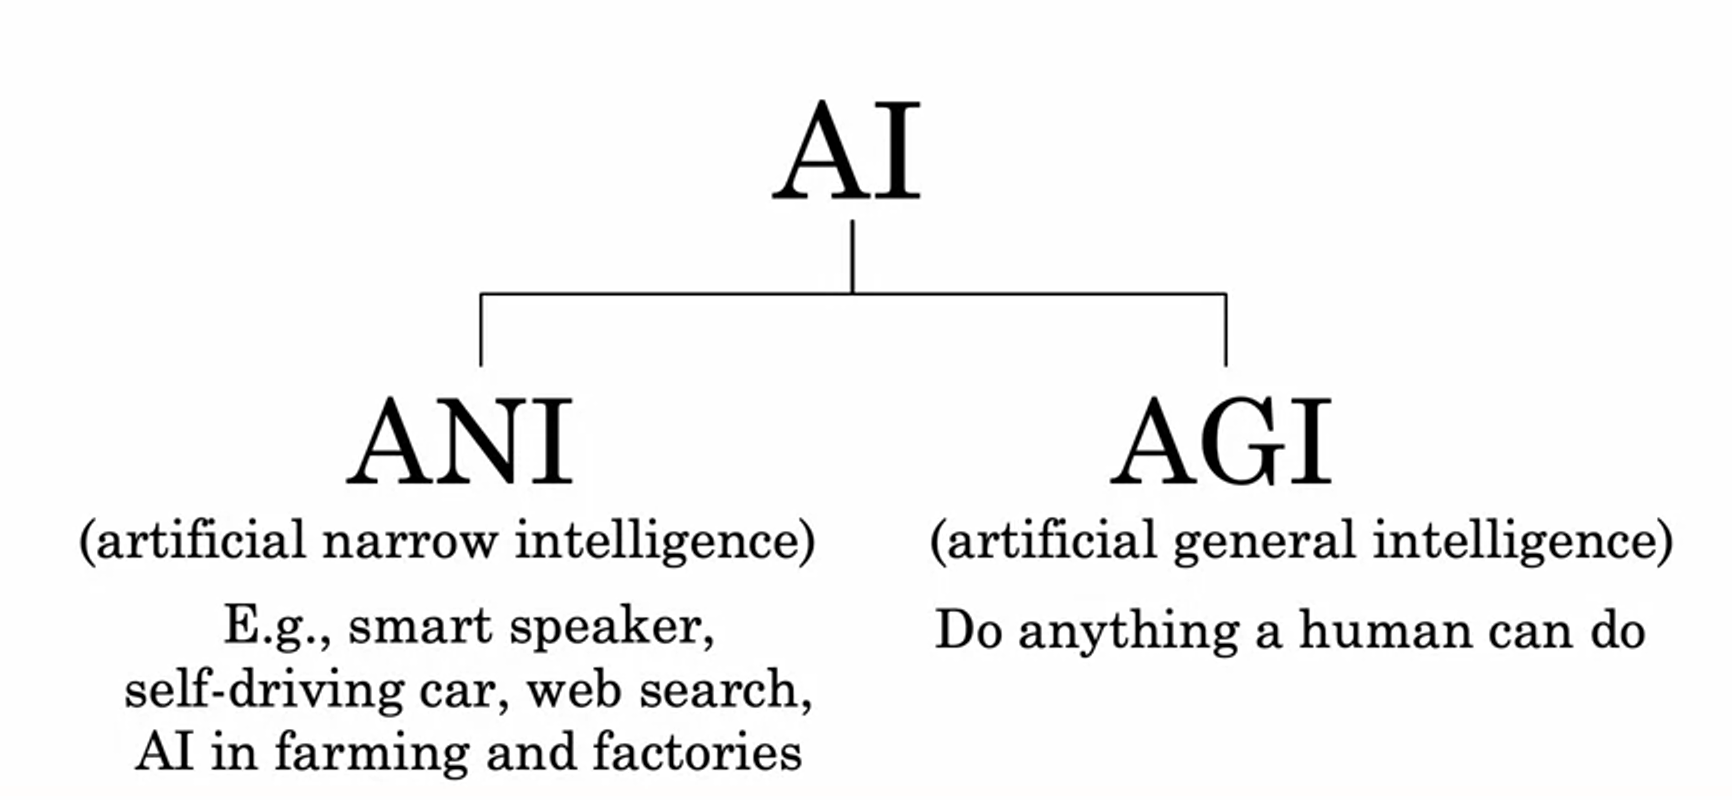 AI
ANI
(artificial narrow intelligence)
E.g., smart speaker,
self-driving car, web search,
AI in farming and factories
AGI
(artificial general intelligence)
Do anything a human can do